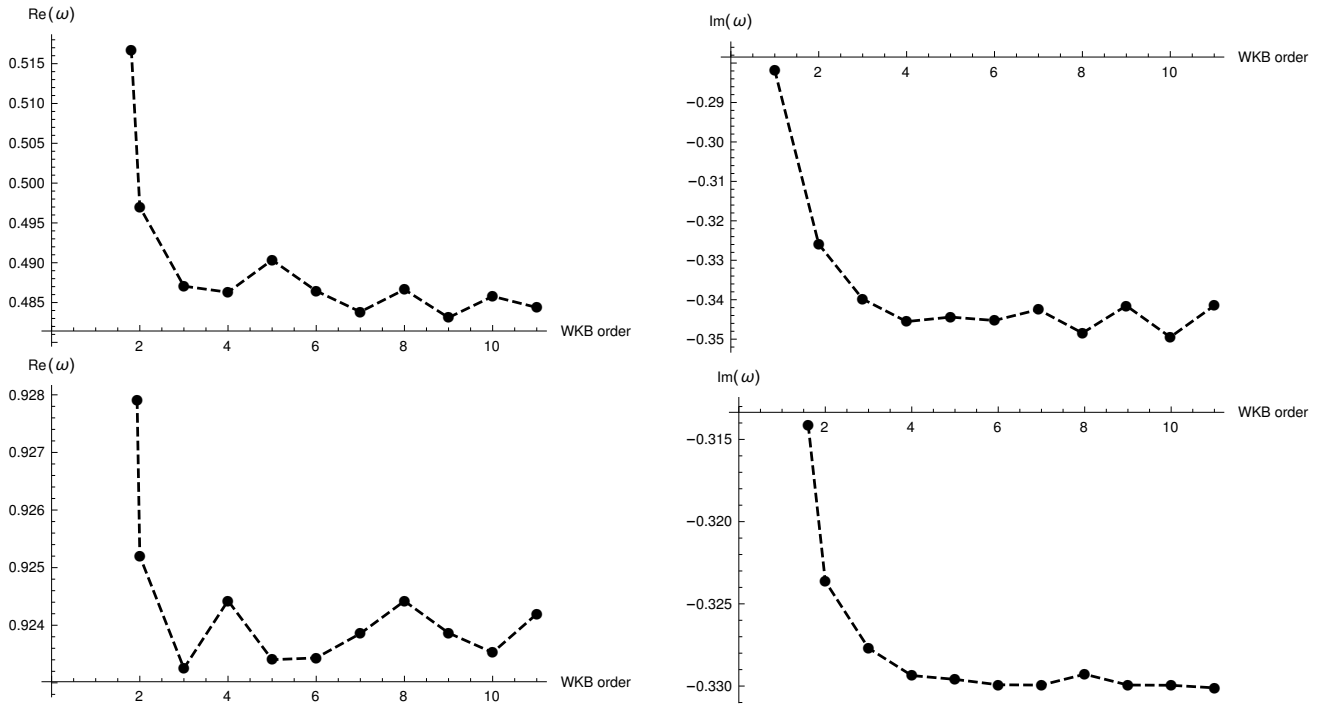 Re(ω)
0.515
0.510
0.505
0.500
0.495
0.490
0.485
2 4 6 8 10
WKB order
Im(ω)
WKB order
2 4 6 8 10
−0.29
−0.30
−0.31
−0.32
−0.33
−0.34
−0.35
Re(ω)
0.928
0.927
0.926
0.925
0.924
2 4 6 8 10
WKB order
Im(ω)
WKB order
2 4 6 8 10
−0.315
−0.320
−0.325
−0.330